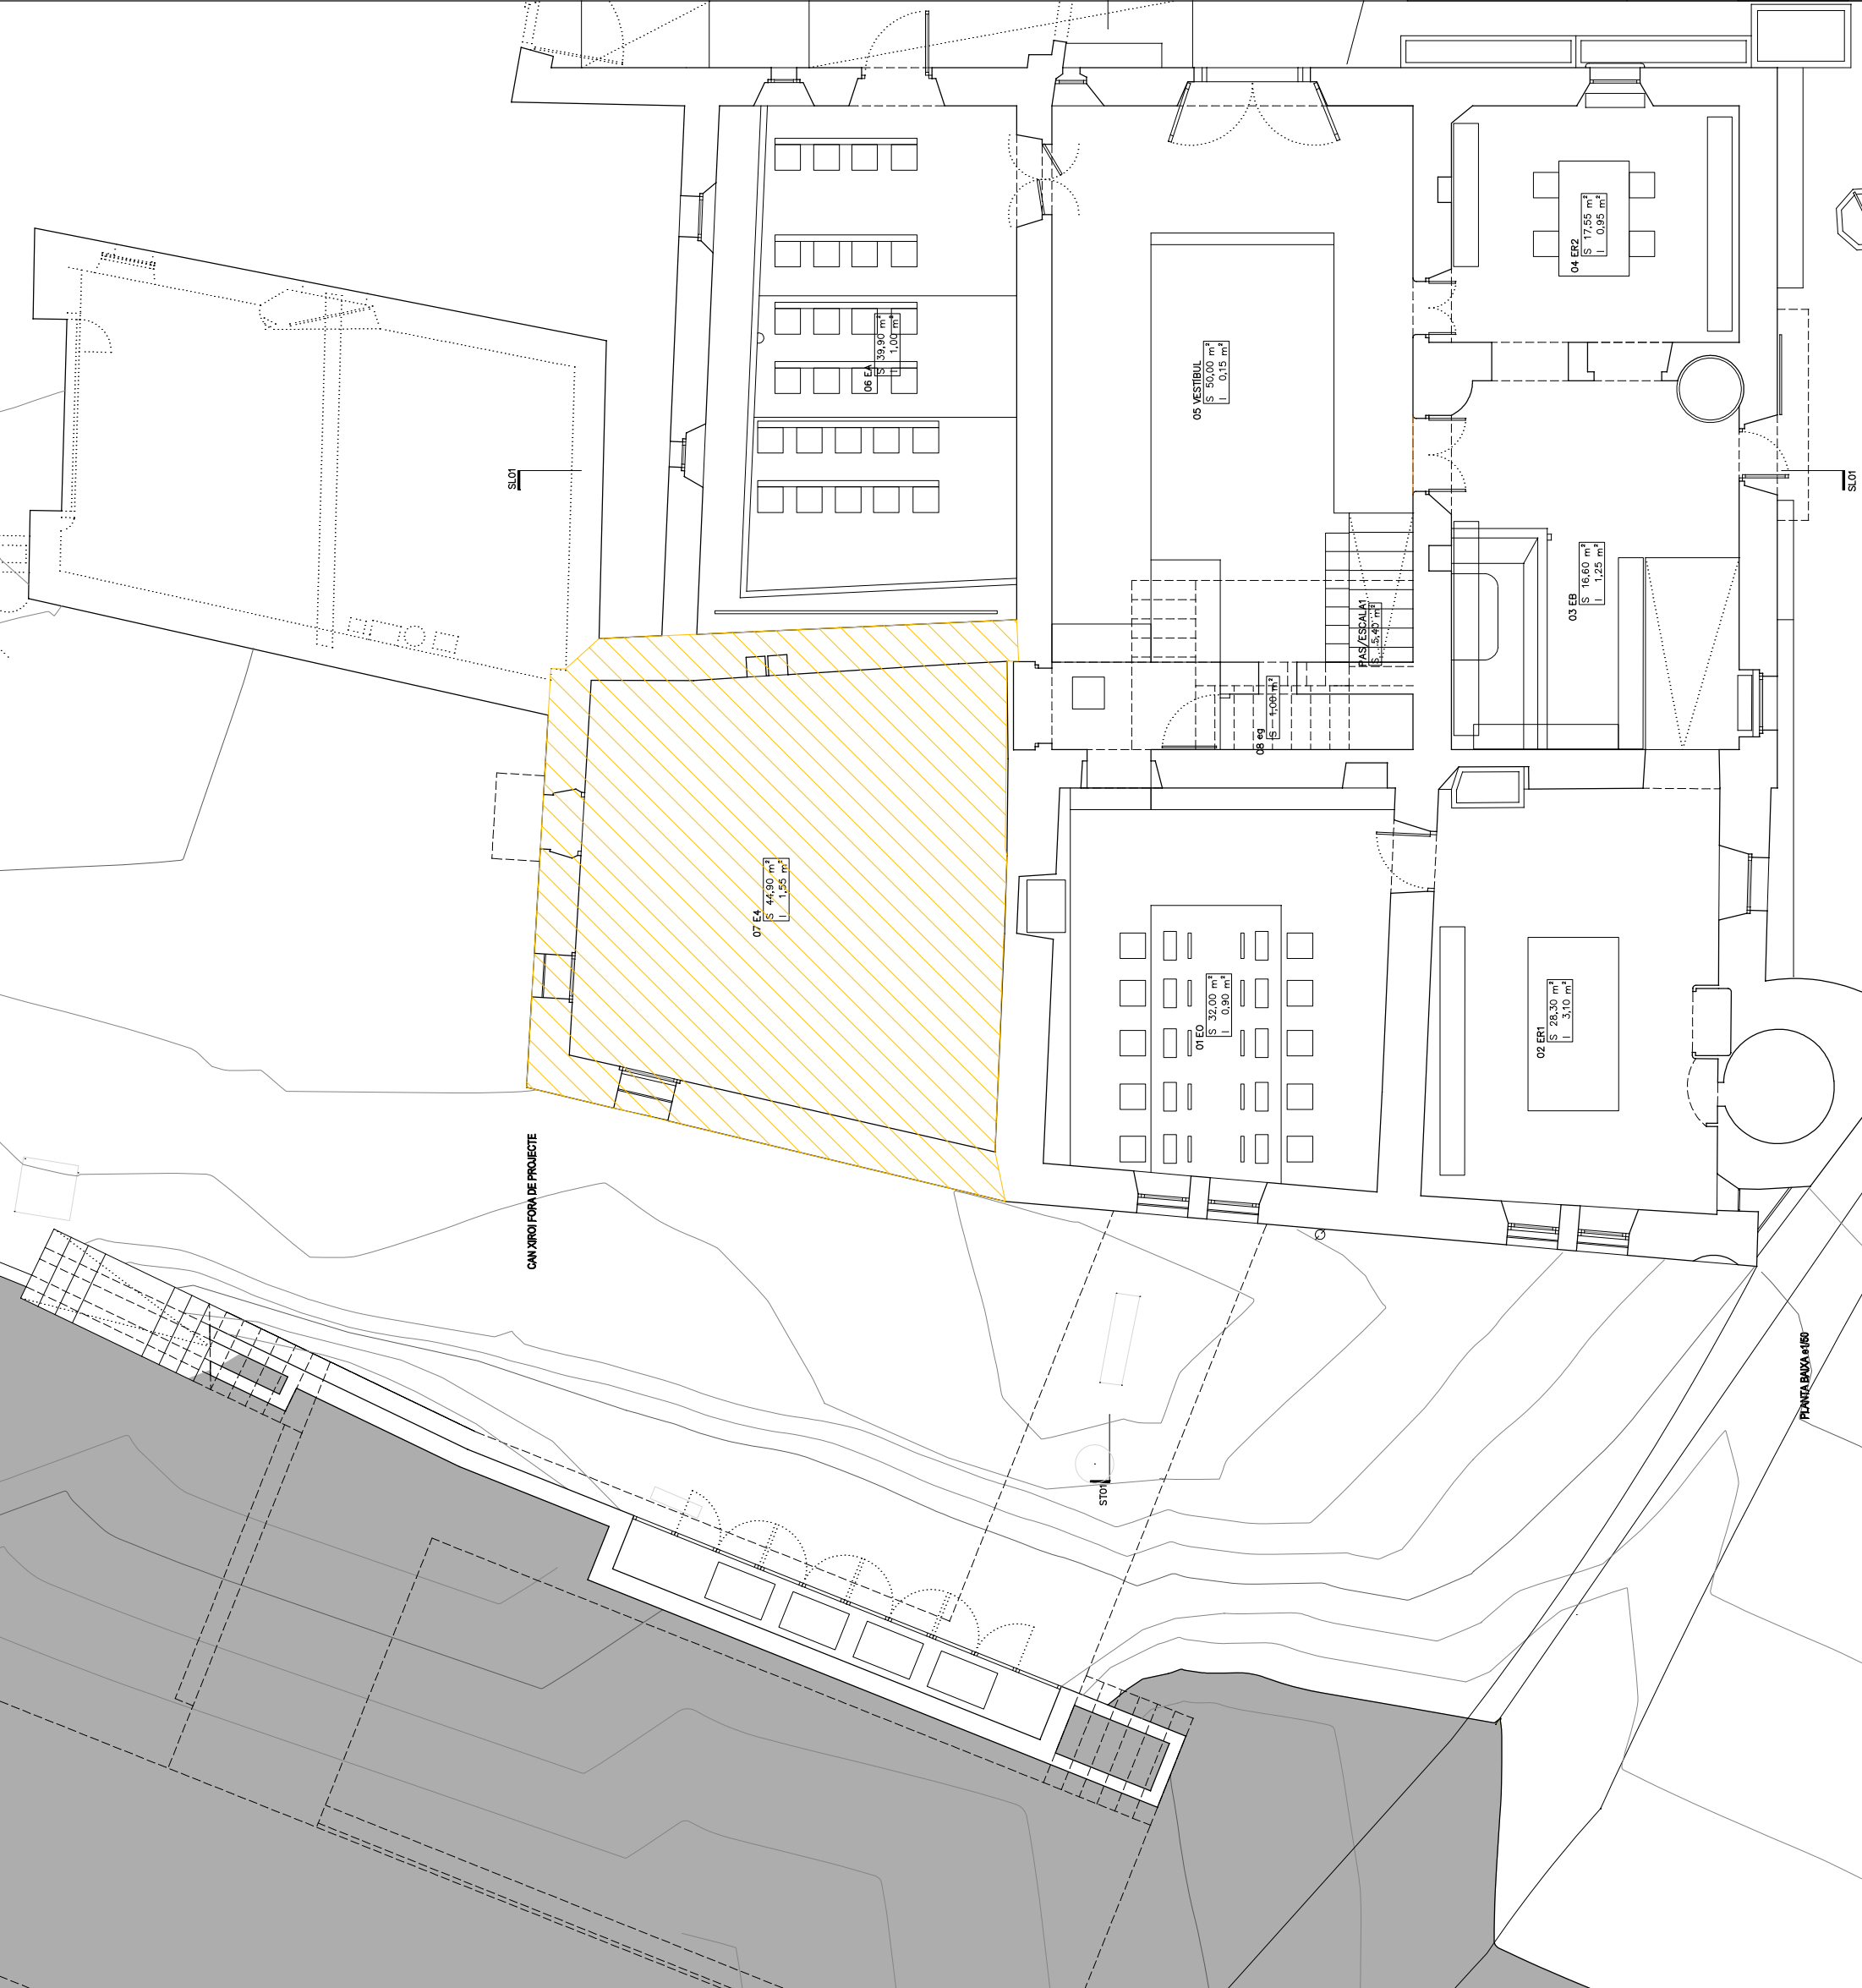 SL01
06 EA
S 39,90 m²
I 1,00 m²
05 VESTIBUL
S 50,00 m²
I 0,15 m²
04 ER2
S 17,55 m²
I 0,95 m²
SL01
03 EB
S 16,60 m²
I 1,25 m²
PAS/ESCALA1
S 5,40 m²
08 eg
S 1,00 m²
07 E4
S 44,90 m²
I 1,55 m²
01 EO
S 32,00 m²
I 0,90 m²
02 ER1
S 28,30 m²
I 3,10 m²
CAN XIROI FORA DE PROJECTE
ST01
PLANTA BAIXA e1/50